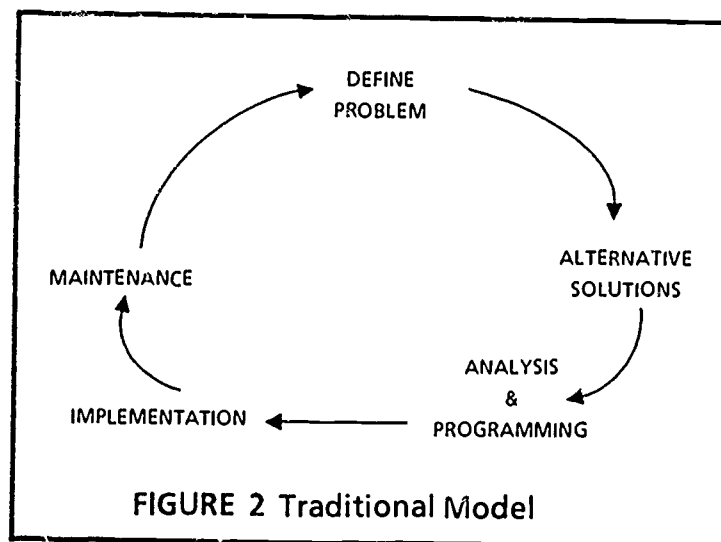 DEFINE
PROBLEM
ALTERNATIVE
SOLUTIONS
ANALYSIS
&
PROGRAMMING
IMPLEMENTATION
MAINTENANCE
FIGURE 2 Traditional Model